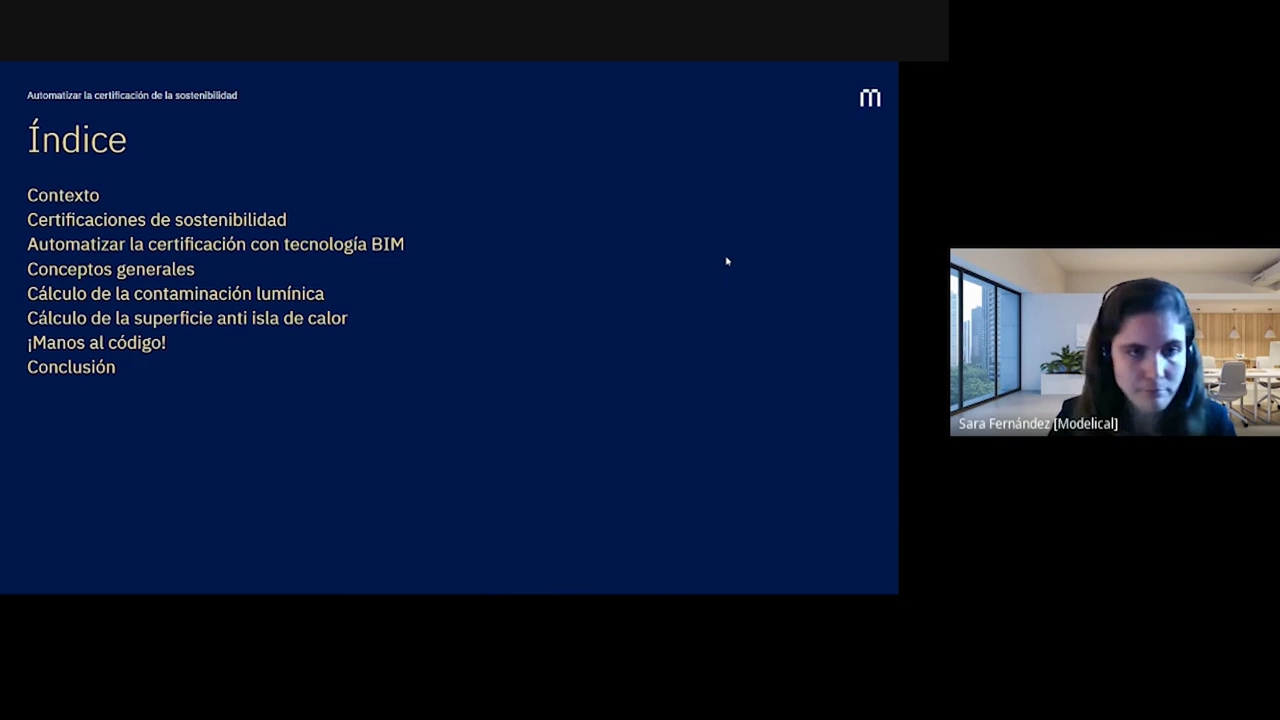 Automatizar la certificación de la sostenibilidad
m
Índice
Contexto
Certificaciones de sostenibilidad
Automatizar la certificación con tecnología BIM
Conceptos generales
Cálculo de la contaminación lumínica
Cálculo de la superficie anti isla de calor
¡Manos al código!
Conclusión
Sara Fernández [Modelical]